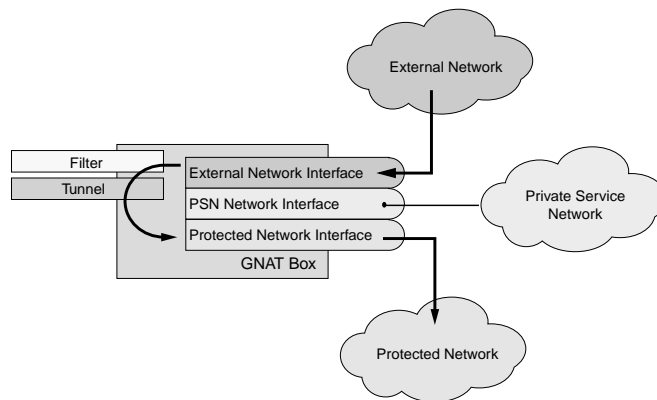 External Network
Filter
External Network Interface
Tunnel
PSN Network Interface
Private Service
Network
Protected Network Interface
GNAT Box
Protected Network